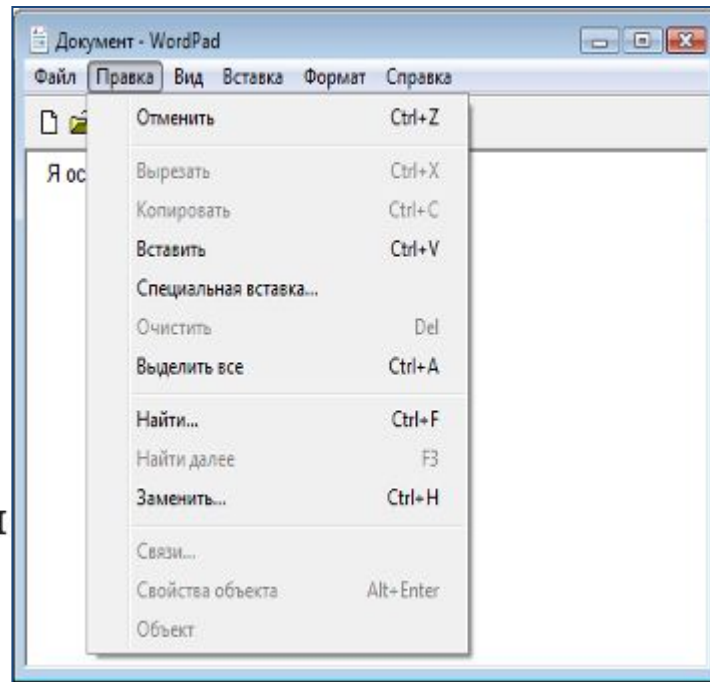 Документ - WordPad
Файл Правка Вид Вставка Формат Справка
Отменить Ctrl+Z
Я ос
Вырезать Ctrl+X
Копировать Ctrl+C
Вставить Ctrl+V
Специальная вставка...
Очистить Del
Выделить все Ctrl+A
Найти... Ctrl+F
Найти далее F3
Заменить... Ctrl+H
Связи...
Свойства объекта Alt+Enter
Объект